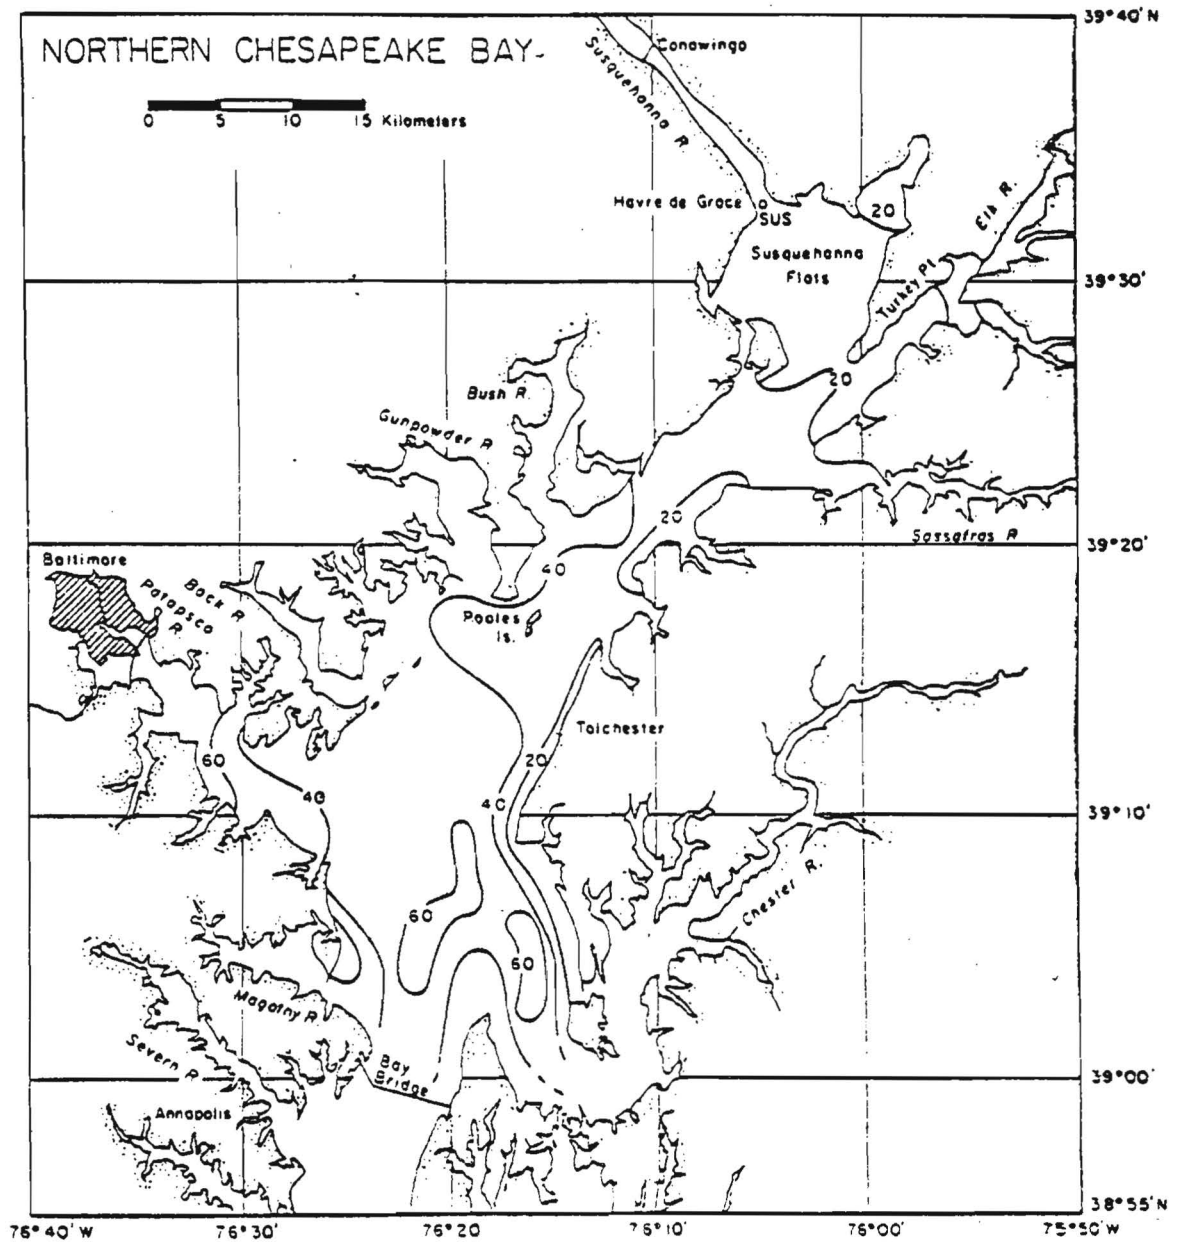 NORTHERN CHESAPEAKE BAY
0 5 10 15 Kilometers
39°40' N
Conowingo
Susquehanna R.
Havre de Grace
SUS
20
Elk R.
Susquehanna
Flats
Turkey Pt.
39°30'
20
Bush R.
Gunpowder R
20
Sassafras R
39°20'
Baltimore
Patapsco
R
Back R
40
Pooles
Is.
Tolchester
60
20
40
40
39°10'
60
60
Chester R.
Magothy R
Severn R
Bay
Bridge
39°00'
Annapolis
38°55'N
76°40' W 76°30' 76°20' 76°10' 76°00' 75°50' W